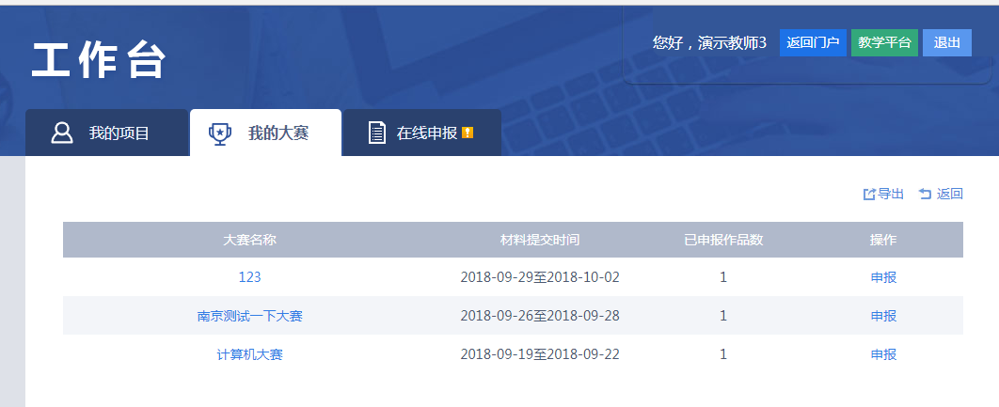 工作台
您好，演示教师3 返回门户 教学平台 退出
我的项目 我的大赛 在线申报
导出 返回
大赛名称 材料提交时间 已申报作品数 操作
123 2018-09-29至2018-10-02 1 申报
南京测试一下大赛 2018-09-26至2018-09-28 1 申报
计算机大赛 2018-09-19至2018-09-22 1 申报